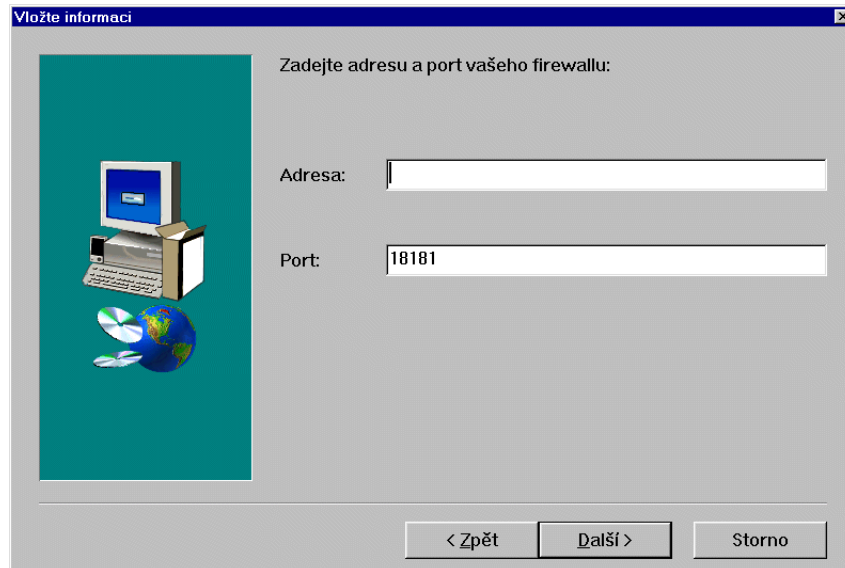 Vložte informaci
Zadejte adresu a port vašeho firewallu:
Adresa:
Port: 18181
< Zpět Další > Storno